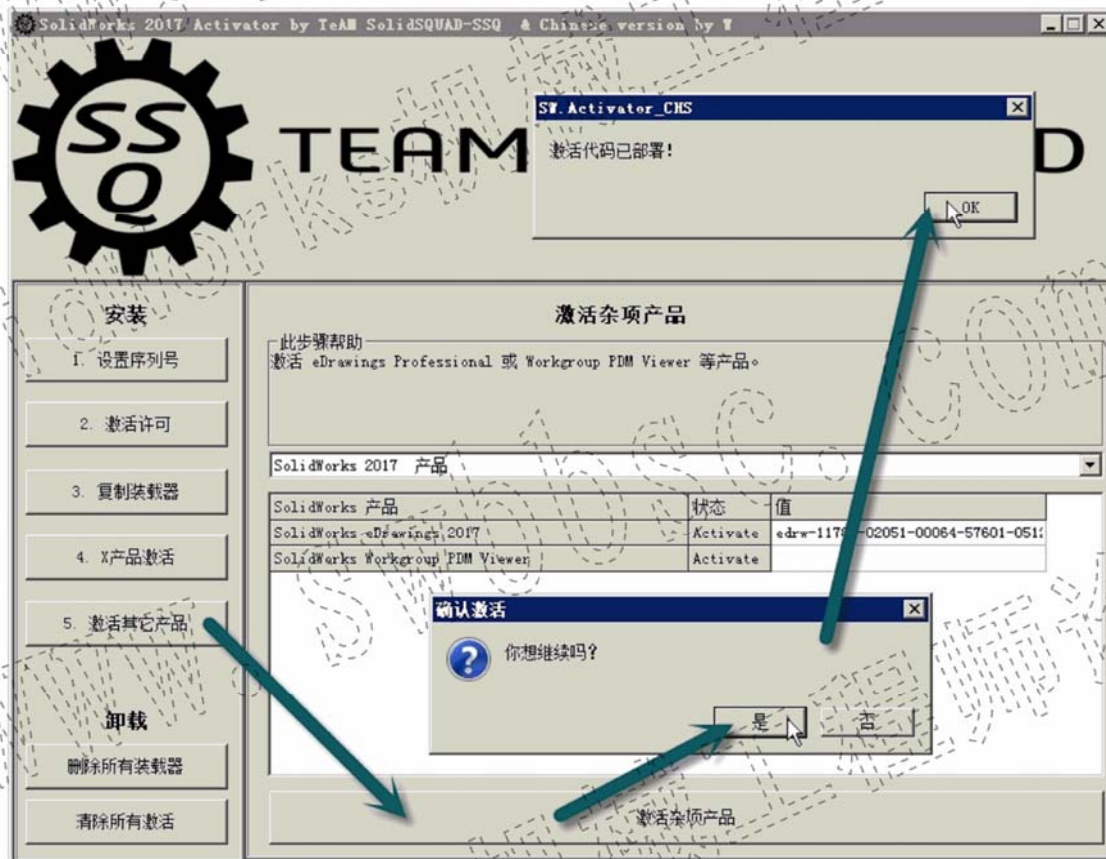 SolidWorks 2017 Activator by TeAM SolidSQUAD-SSQ & Chinese version by W
SSQ
TEAM
D
SW.Activator_CHS
激活代码已部署!
OK
安装
1. 设置序列号
2. 激活许可
3. 复制装载器
4. X产品激活
5. 激活其它产品
卸载
删除所有装载器
清除所有激活
激活杂项产品
此步骤帮助
激活 eDrawings Professional 或 Workgroup PDM Viewer 等产品。
SolidWorks 2017 产品
SolidWorks 产品 状态 值
SolidWorks eDrawings 2017 Activate
SolidWorks Workgroup PDM Viewer Activate
确认激活
你想继续吗?
是 否
激活杂项产品